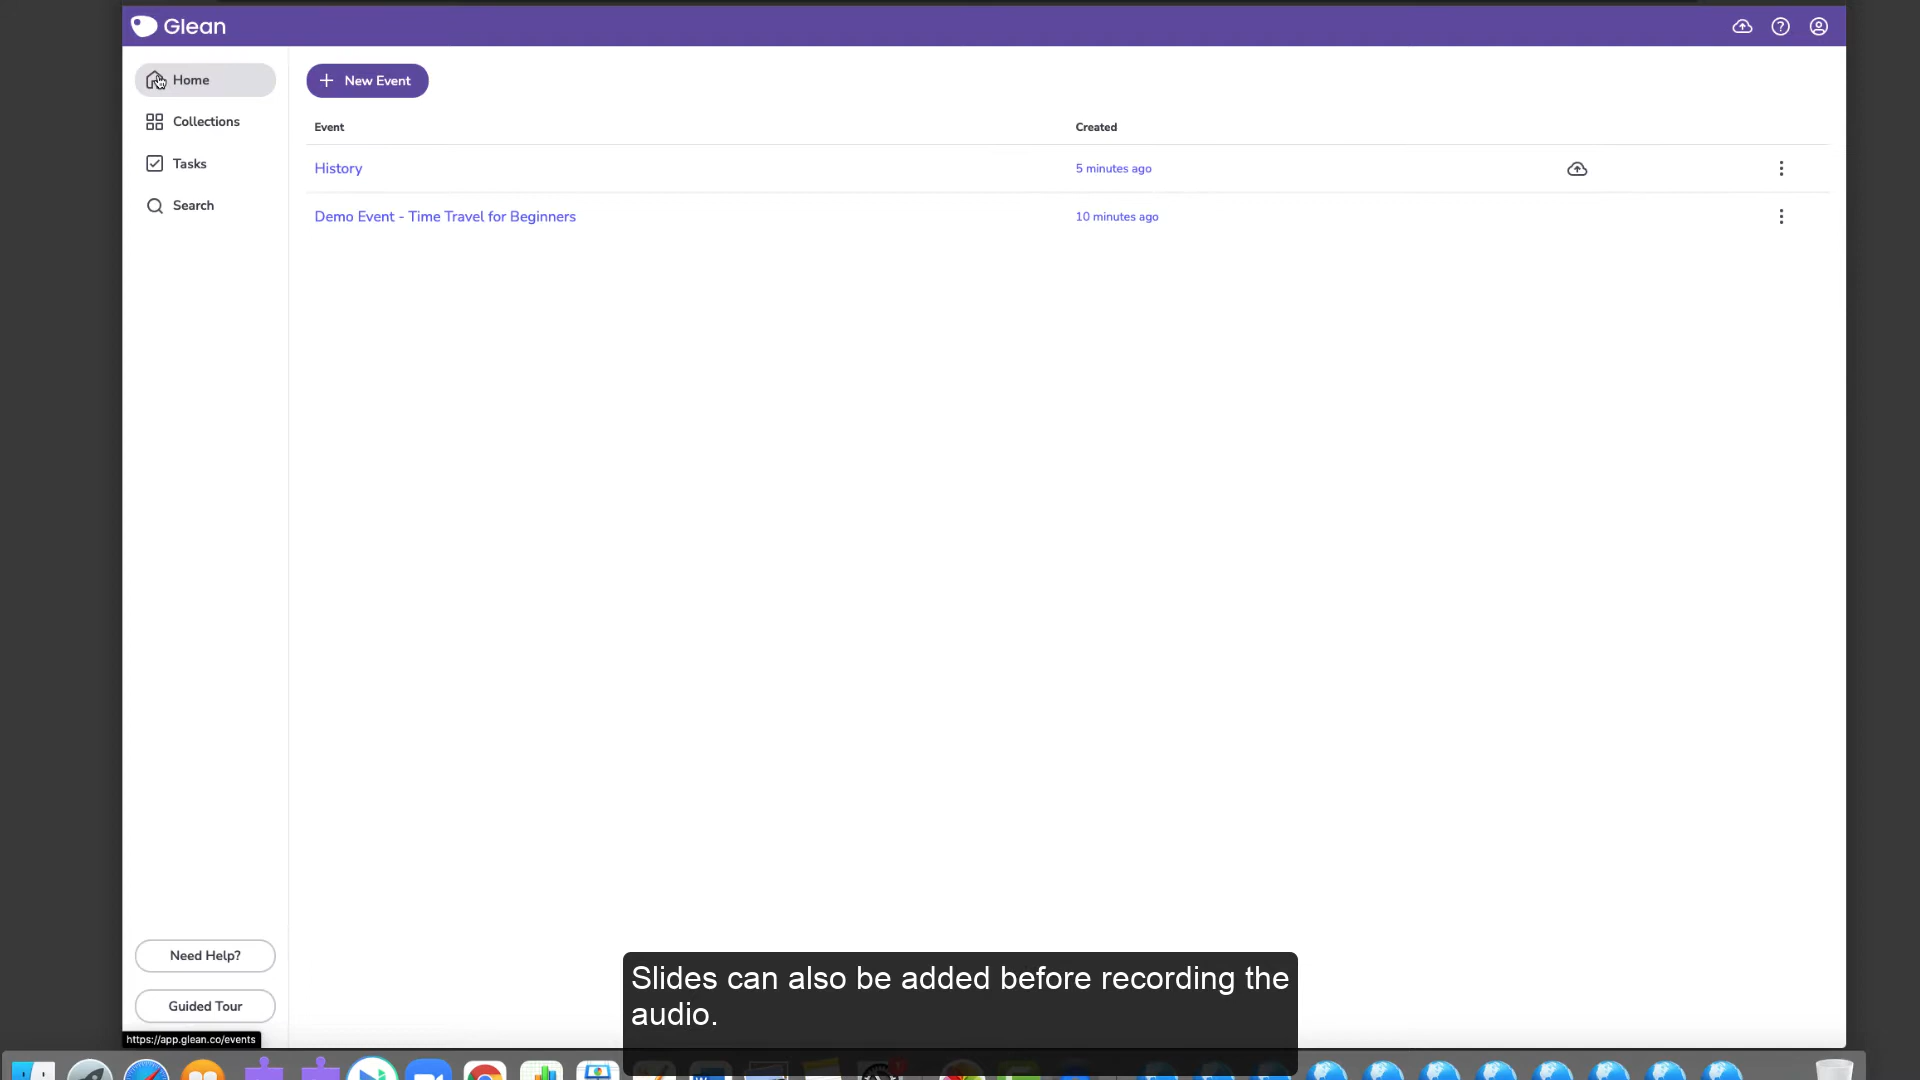 Glean
Home
New Event
Collections
Event
Created
Tasks
History
5 minutes ago
Search
Demo Event - Time Travel for Beginners
10 minutes ago
Need Help?
Guided Tour
https://app.glean.co/events
Slides can also be added before recording the
audio.